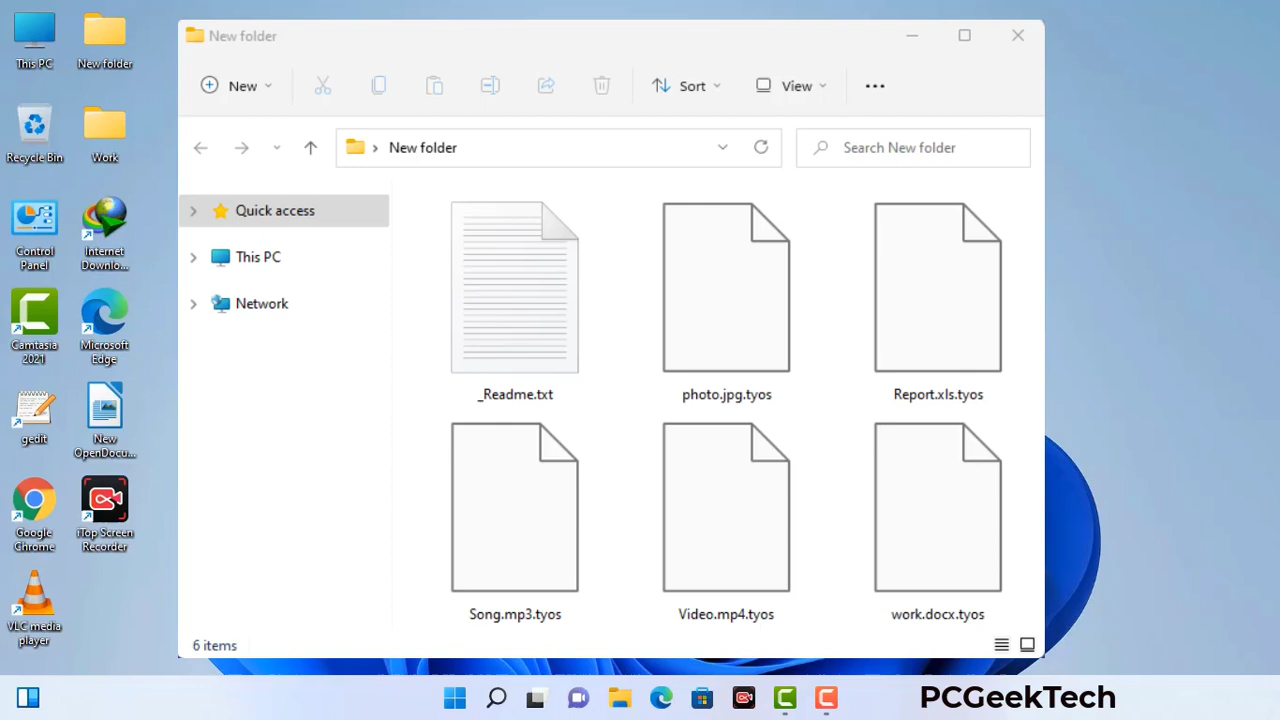 This PC
New folder
Recycle Bin
Work
Control
Panel
Internet
Downlo...
Camtasia
2021
Microsoft
Edge
gedit
New
OpenDocu...
Google
Chrome
iTop Screen
Recorder
VLC media
player
New folder
New
Sort
View
New folder
Search New folder
Quick access
This PC
Network
_Readme.txt
photo.jpg.tyos
Report.xls.tyos
Song.mp3.tyos
Video.mp4.tyos
work.docx.tyos
6 items
PCGeekTech